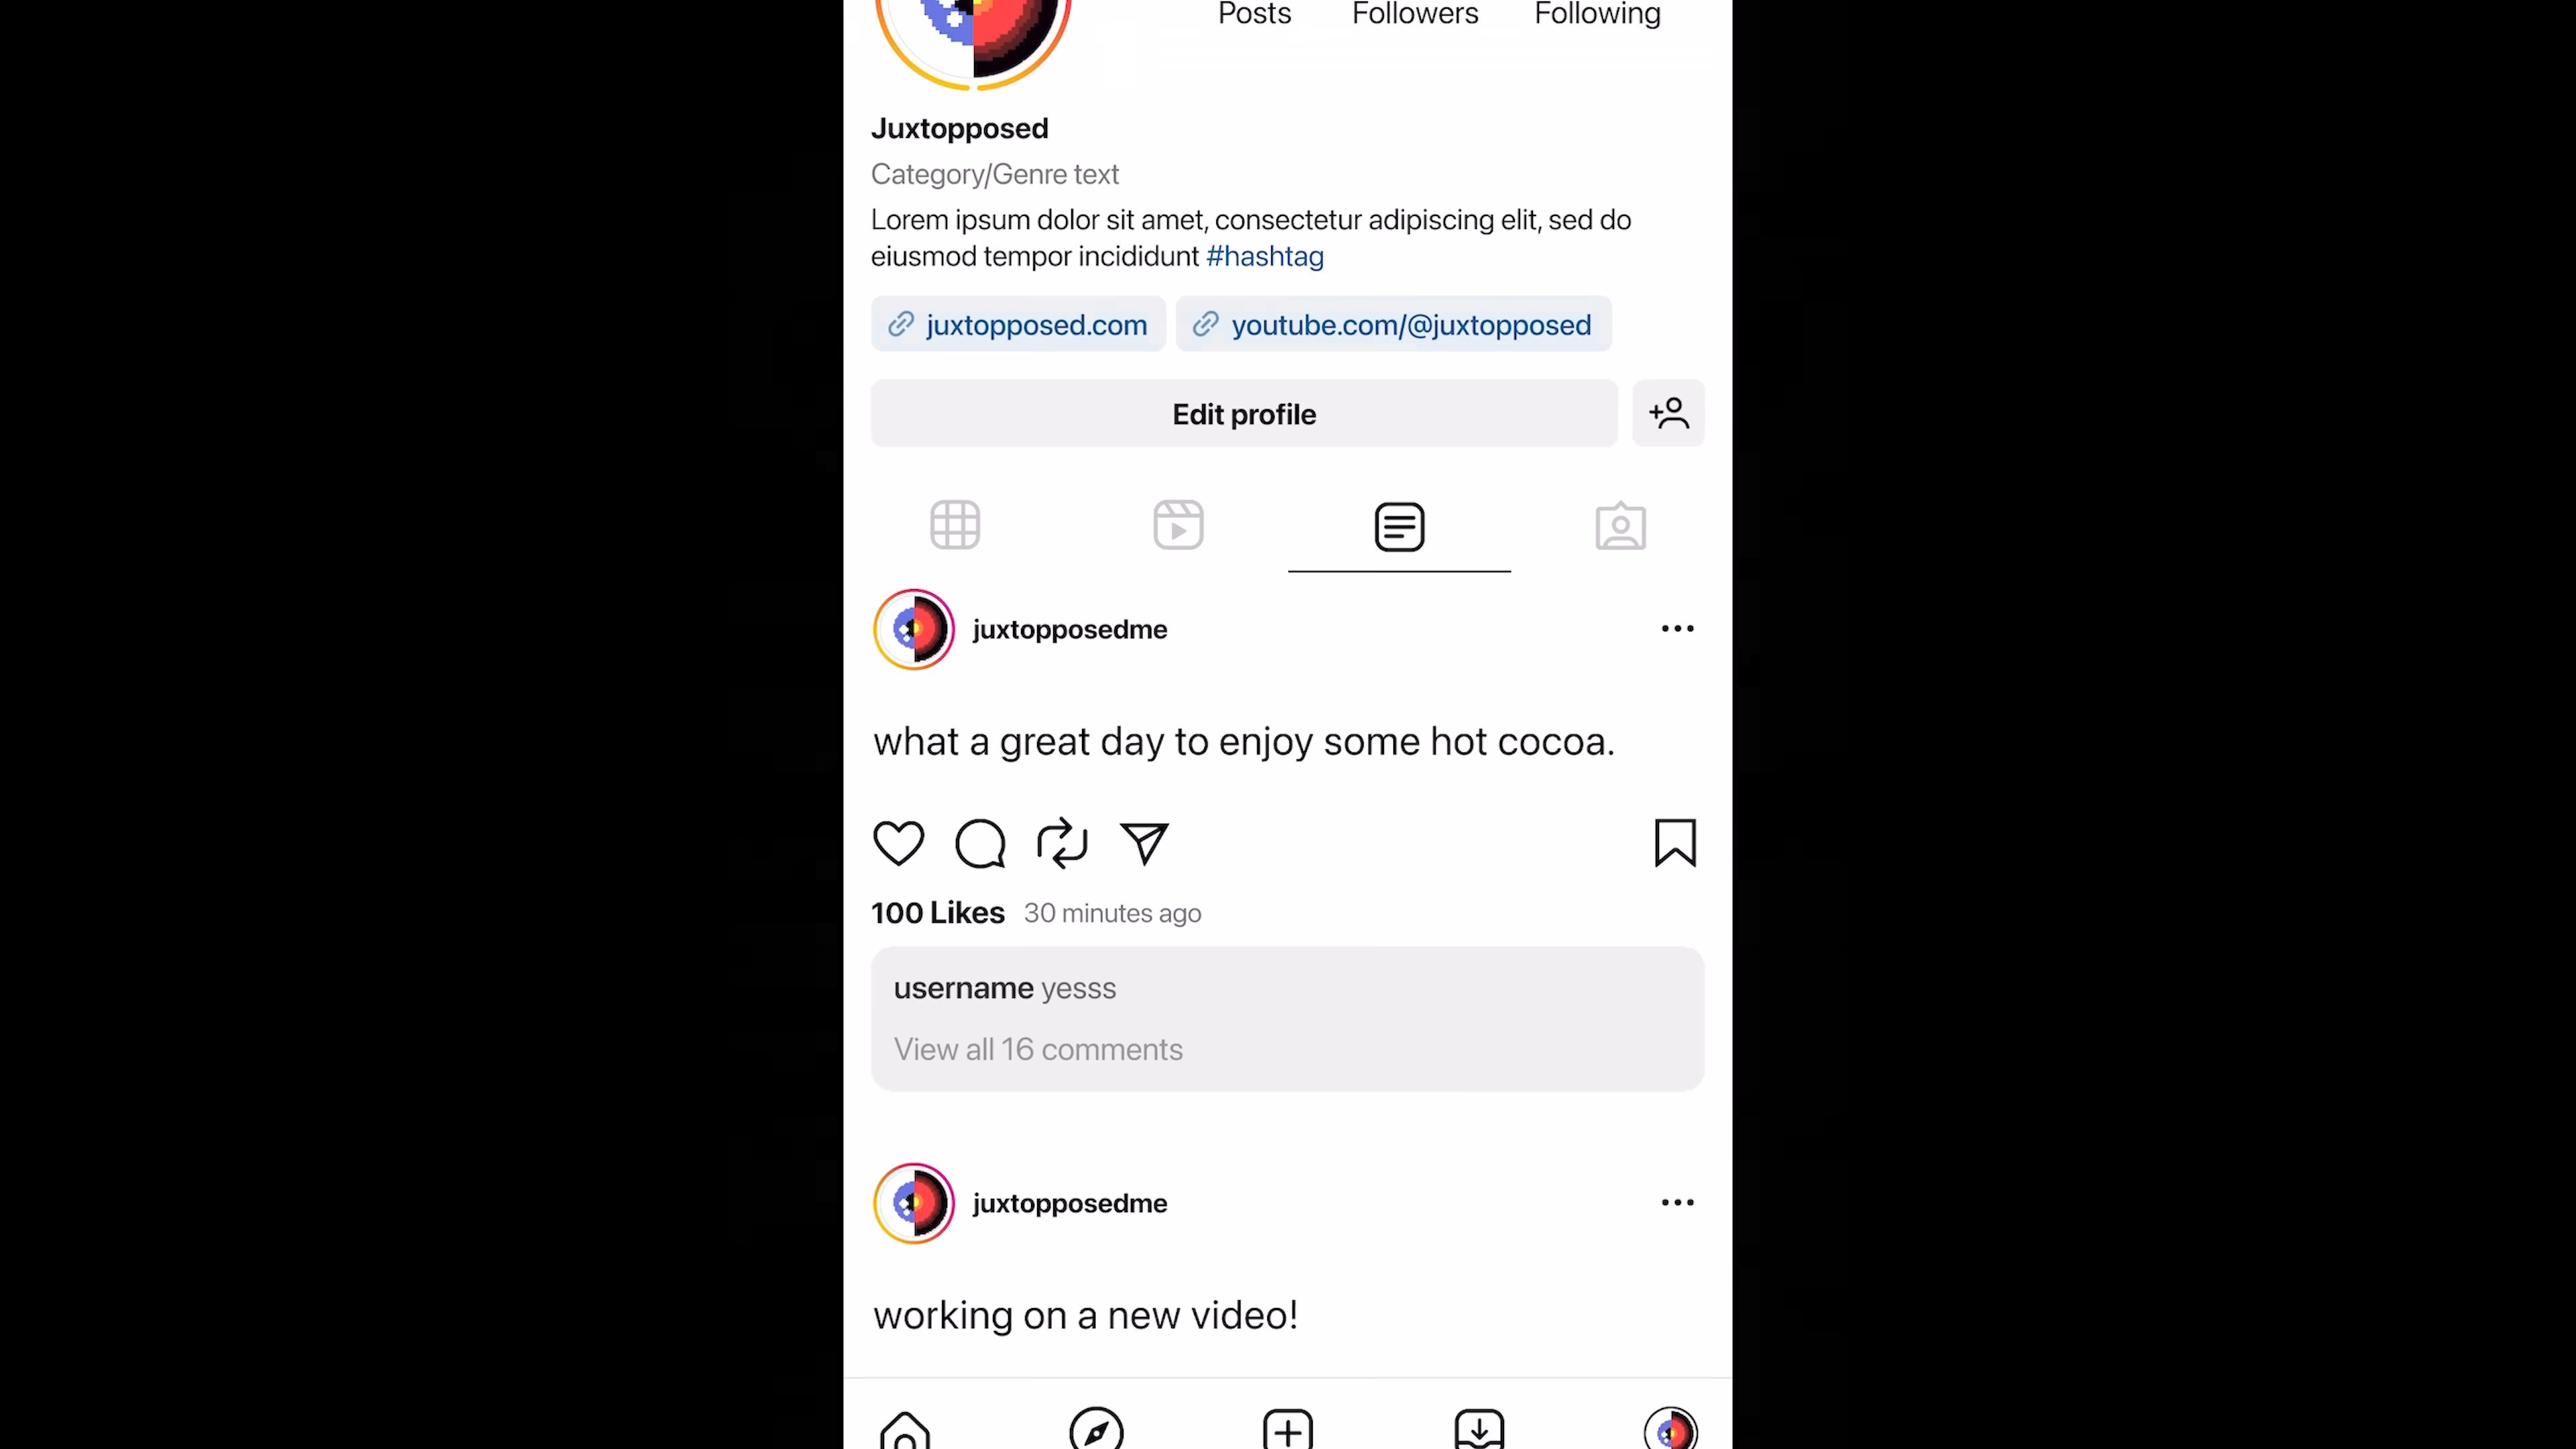 Posts Followers Following
Juxtopposed
Category/Genre text
Lorem ipsum dolor sit amet, consectetur adipiscing elit, sed do
eiusmod tempor incididunt #hashtag
juxtopposed.com youtube.com/@juxtopposed
Edit profile
juxtopposedme
what a great day to enjoy some hot cocoa.
100 Likes 30 minutes ago
username yesss
View all 16 comments
juxtopposedme
working on a new video!